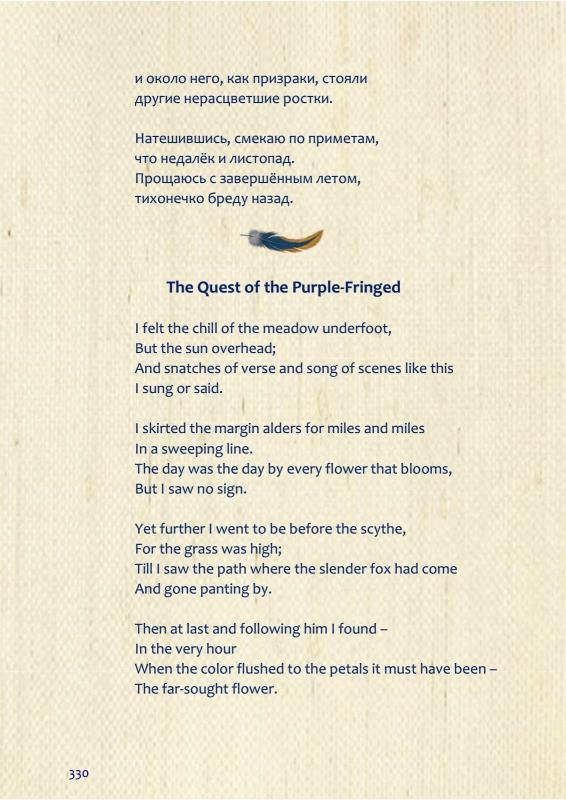 и около него, как призраки, стояли
другие нерасцветшие ростки.
Натешившись, смекаю по приметам,
что недалёк и листопад.
Прощаюсь с завершённым летом,
тихонечко бреду назад.
The Quest of the Purple-Fringed
I felt the chill of the meadow underfoot,
But the sun overhead;
And snatches of verse and song of scenes like this
I sung or said.
I skirted the margin alders for miles and miles
In a sweeping line.
The day was the day by every flower that blooms,
But I saw no sign.
Yet further I went to be before the scythe,
For the grass was high;
Till I saw the path where the slender fox had come
And gone panting by.
Then at last and following him I found –
In the very hour
When the color flushed to the petals it must have been –
The far-sought flower.
330